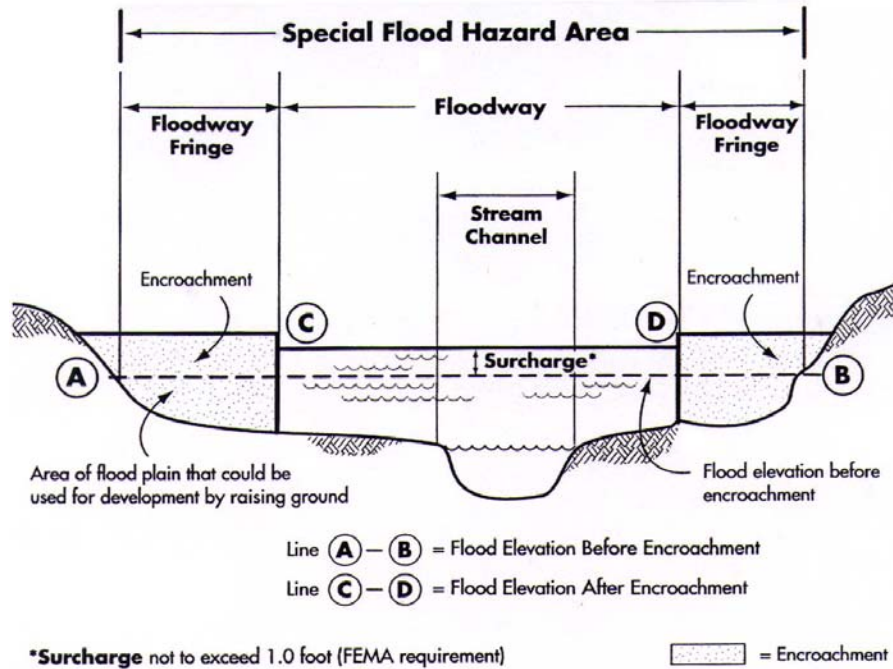 Special Flood Hazard Area
Floodway
Fringe
Floodway
Floodway
Fringe
Stream
Channel
Encroachment
Encroachment
C
D
Surcharge*
A
B
Area of flood plain that could be
used for development by raising ground
Flood elevation before
encroachment
Line A – B = Flood Elevation Before Encroachment
Line C – D = Flood Elevation After Encroachment
*Surcharge not to exceed 1.0 foot (FEMA requirement)
= Encroachment